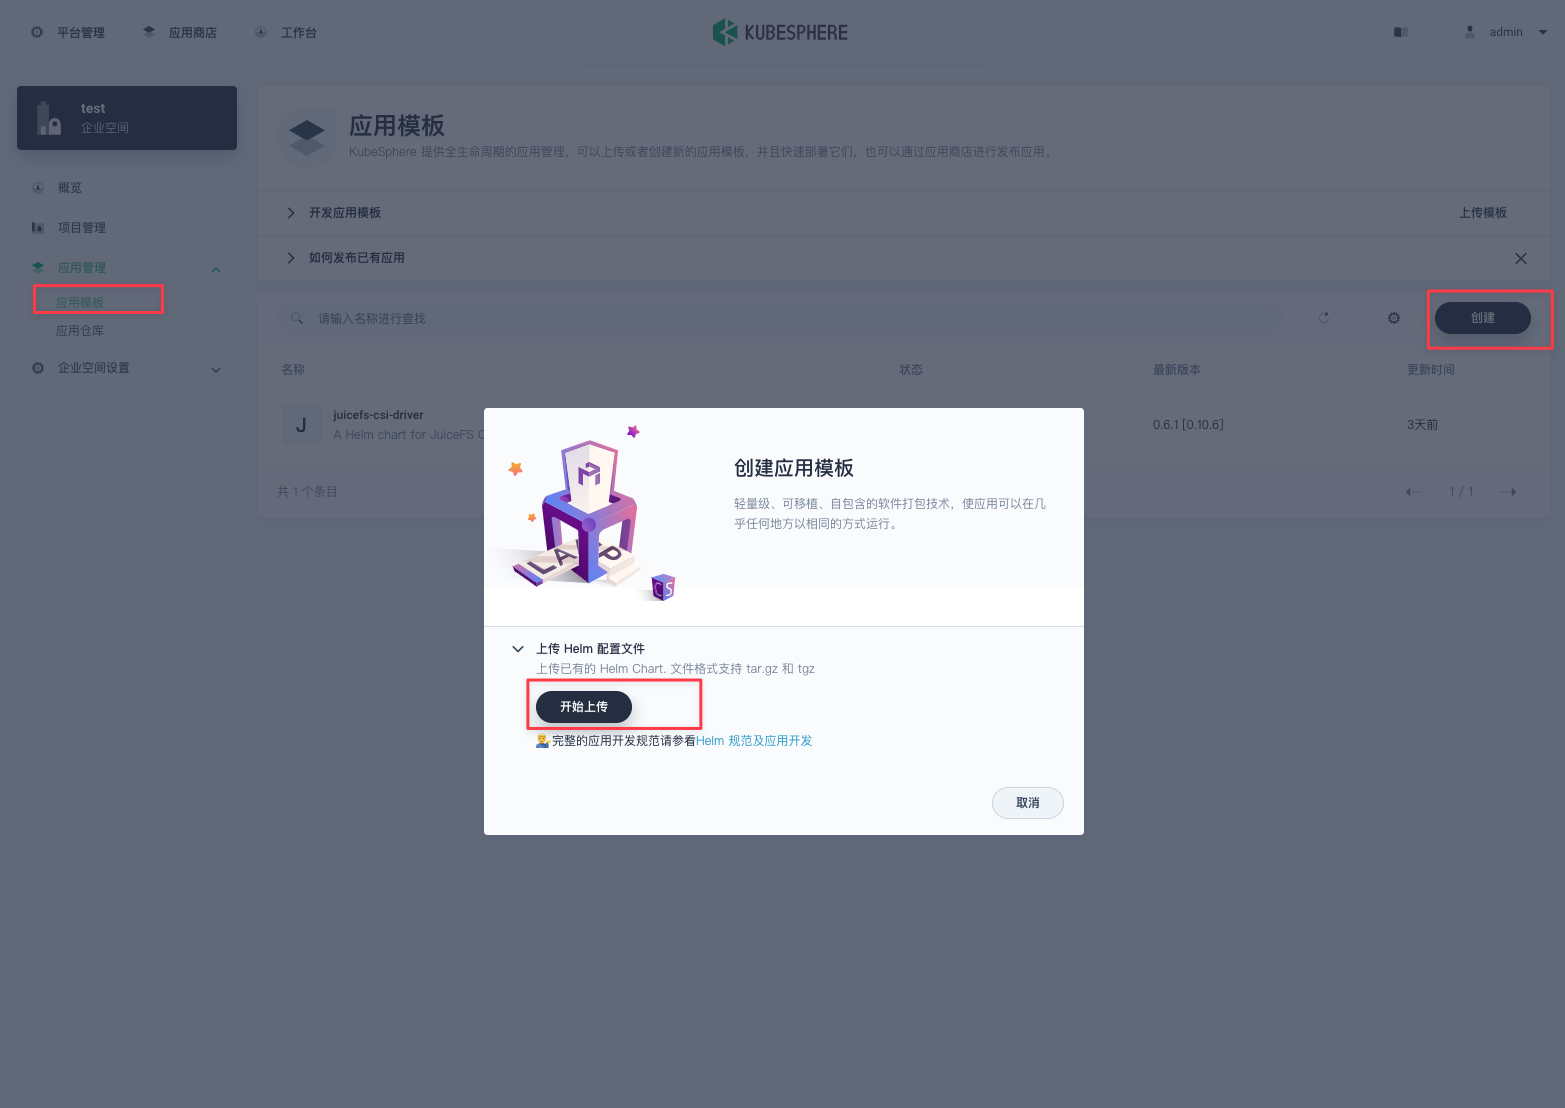 平台管理
应用商店
工作台
KUBESPHERE
admin
test
企业空间
概览
项目管理
应用管理
应用模板
应用仓库
企业空间设置
应用模板
KubeSphere 提供全生命周期的应用管理，可以上传或者创建新的应用模板，并且快速部署它们，也可以通过应用商店进行发布应用。
开发应用模板
上传模板
如何发布已有应用
请输入名称进行查找
创建
名称
状态
最新版本
更新时间
J
juicefs-csi-driver
A Helm chart for JuiceFS C
0.6.1 [0.10.6]
3天前
共 1 个条目
1 / 1
创建应用模板
轻量级、可移植、自包含的软件打包技术，使应用可以在几
乎任何地方以相同的方式运行。
上传 Helm 配置文件
上传已有的 Helm Chart. 文件格式支持 tar.gz 和 tgz
开始上传
完整的应用开发规范请参看Helm 规范及应用开发
取消